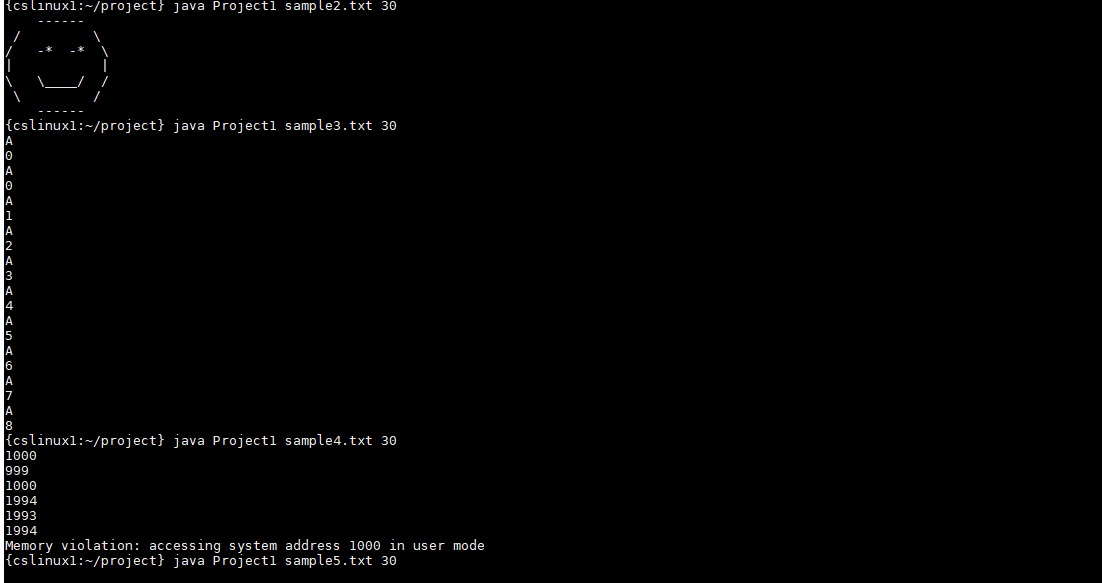 {cslinux1:~/project} java Project1 sample2.txt 30
    ------
 /         \
/   -*  -*  \
|           |
\   \____/  /
 \         /
    ------
{cslinux1:~/project} java Project1 sample3.txt 30
A
0
A
0
A
1
A
2
A
3
A
4
A
5
A
6
A
7
A
8
{cslinux1:~/project} java Project1 sample4.txt 30
1000
999
1000
1994
1993
1994
Memory violation: accessing system address 1000 in user mode
{cslinux1:~/project} java Project1 sample5.txt 30